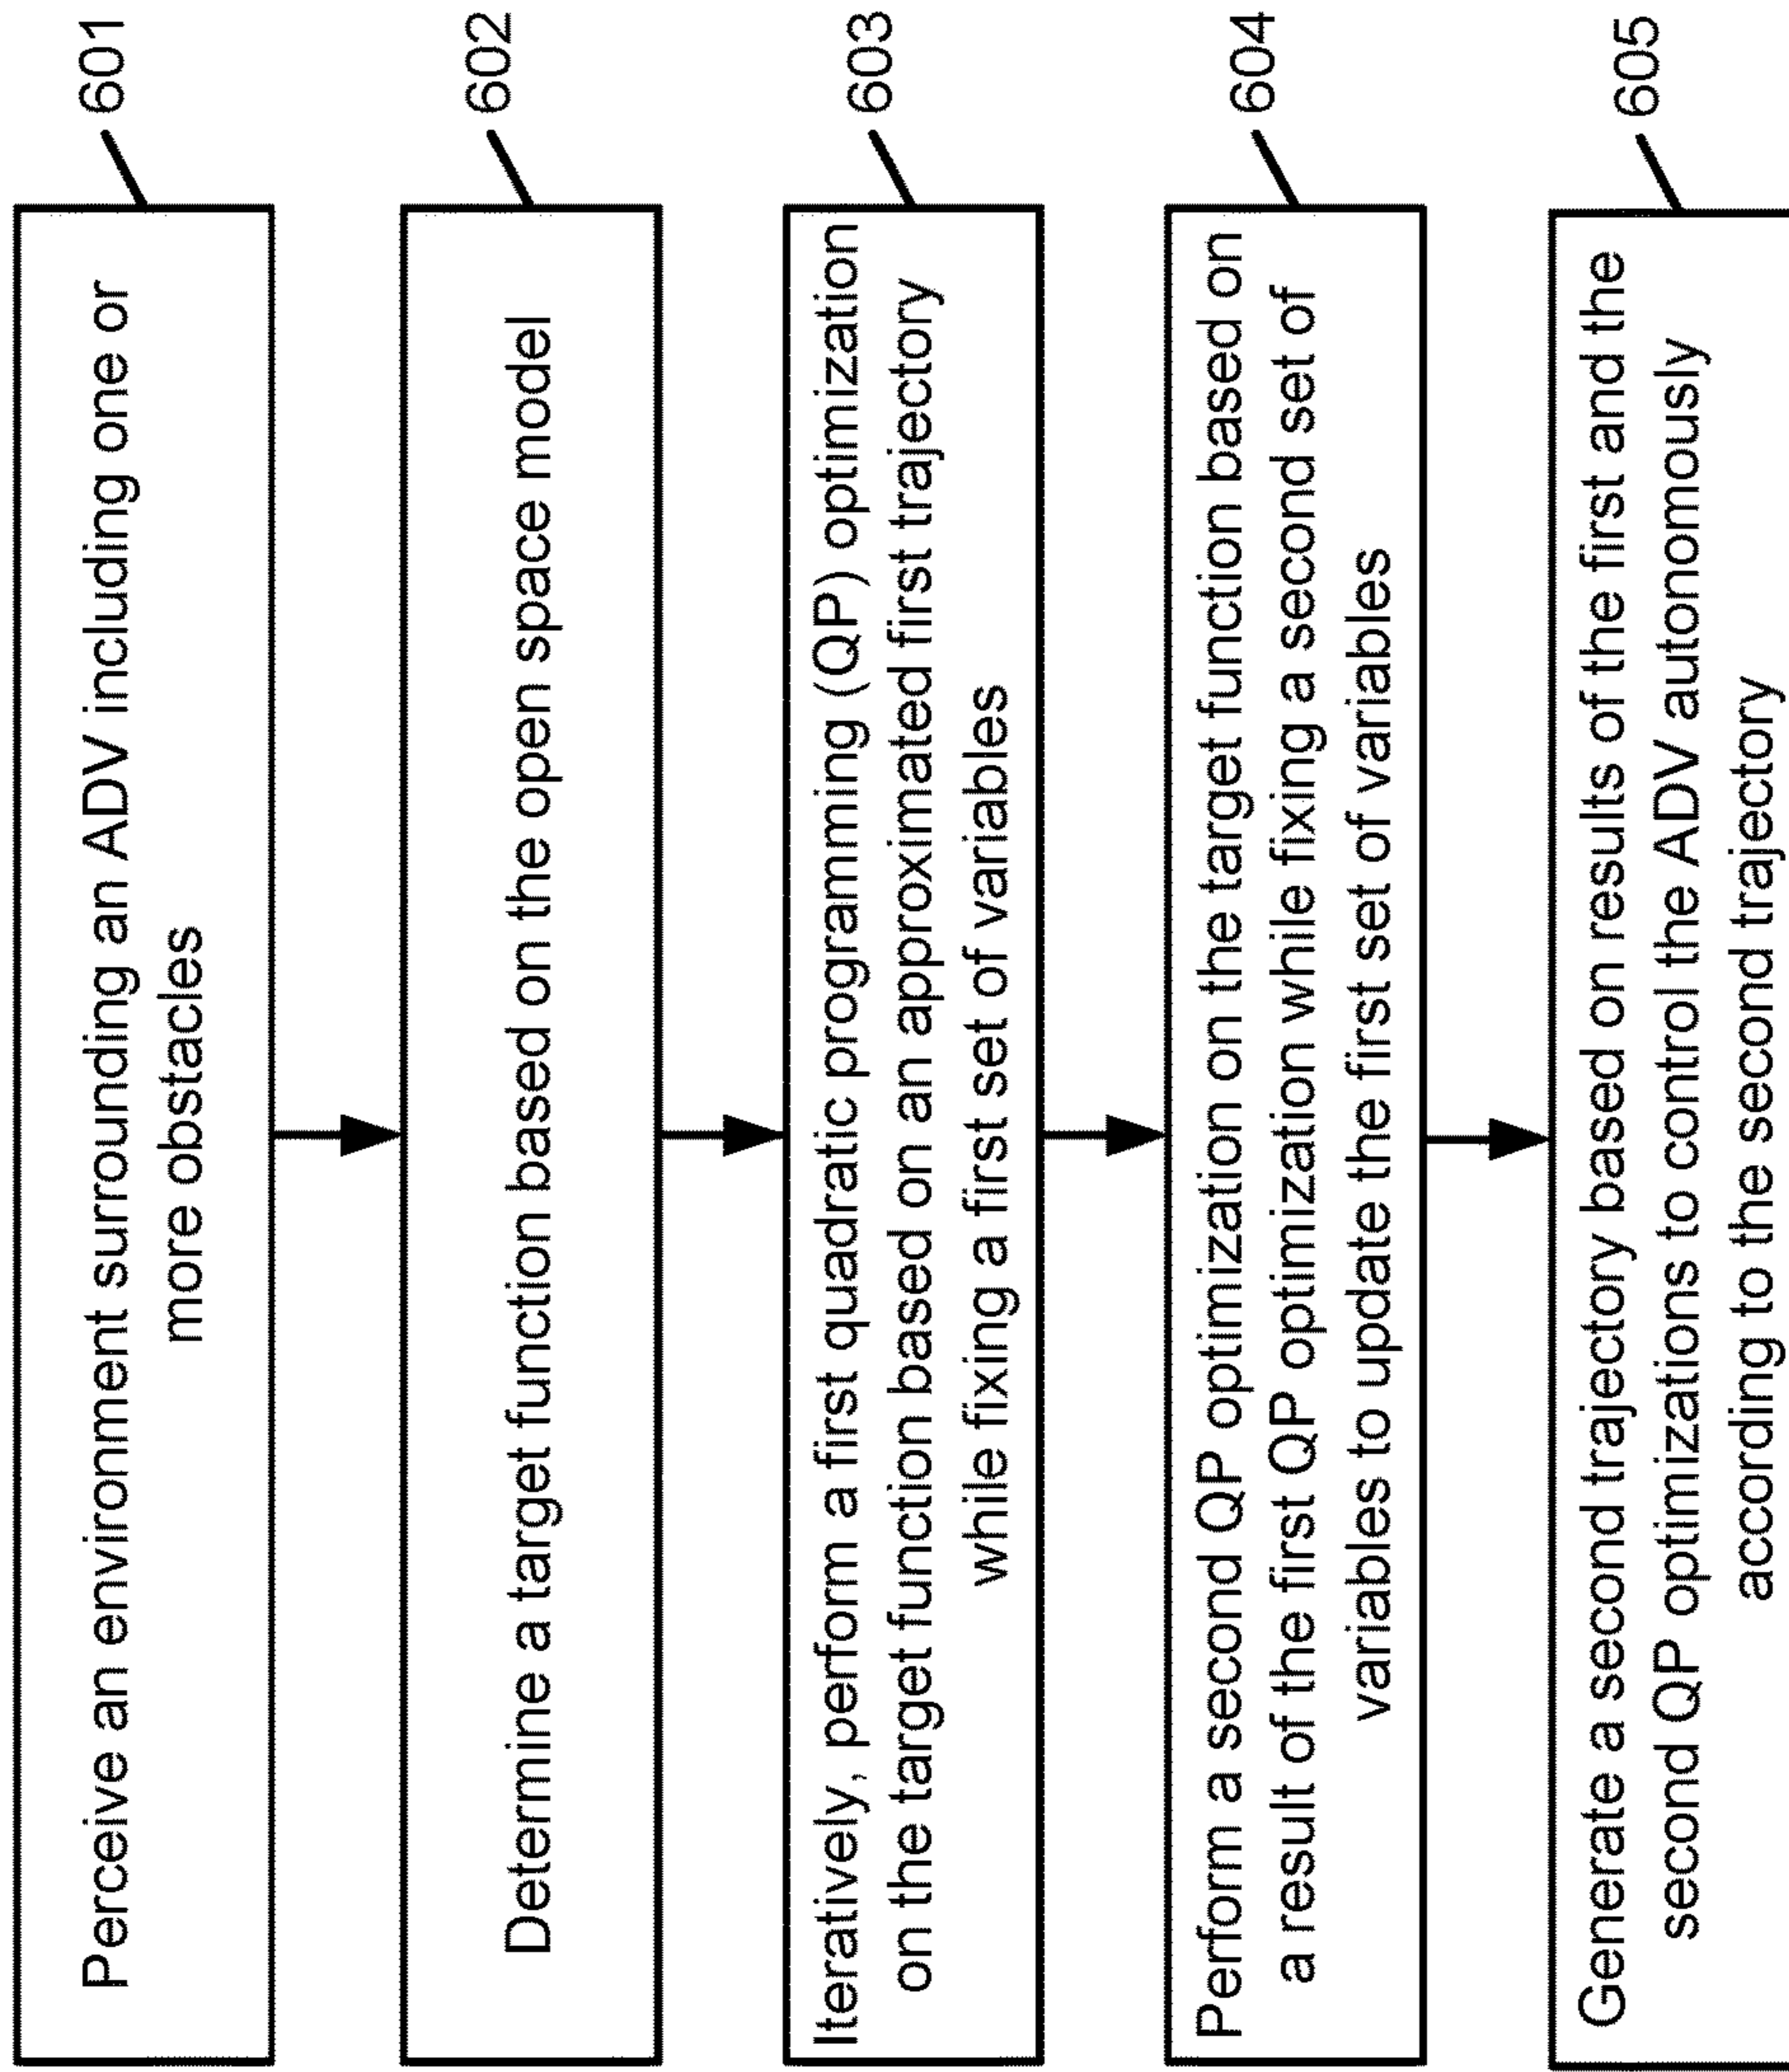 Perceive an environment surrounding an ADV including one or
more obstacles
601
Determine a target function based on the open space model
602
Iteratively, perform a first quadratic programming (QP) optimization
on the target function based on an approximated first trajectory
while fixing a first set of variables
603
Perform a second QP optimization on the target function based on
a result of the first QP optimization while fixing a second set of
variables to update the first set of variables
604
Generate a second trajectory based on results of the first and the
second QP optimizations to control the ADV autonomously
according to the second trajectory
605